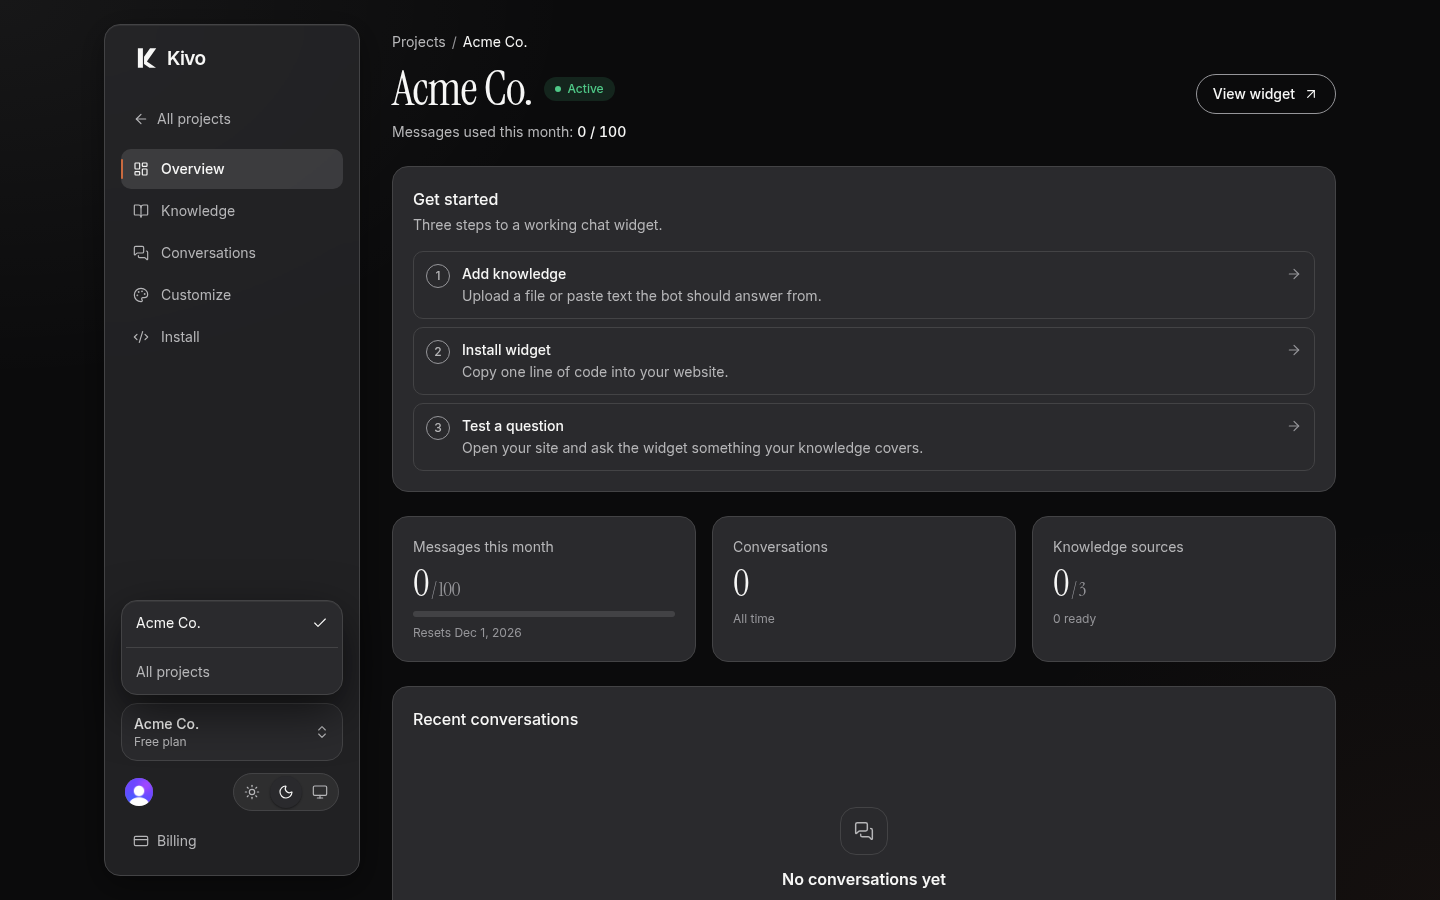 Kivo
All projects
Overview
Knowledge
Conversations
Customize
Install
Acme Co.
All projects
Acme Co.
Free plan
Billing
Projects / Acme Co.
Acme Co.
Active
View widget
Messages used this month: 0 / 100
Get started
Three steps to a working chat widget.
1
Add knowledge
Upload a file or paste text the bot should answer from.
2
Install widget
Copy one line of code into your website.
3
Test a question
Open your site and ask the widget something your knowledge covers.
Messages this month
0 / 100
Resets Dec 1, 2026
Conversations
0
All time
Knowledge sources
0 / 3
0 ready
Recent conversations
No conversations yet